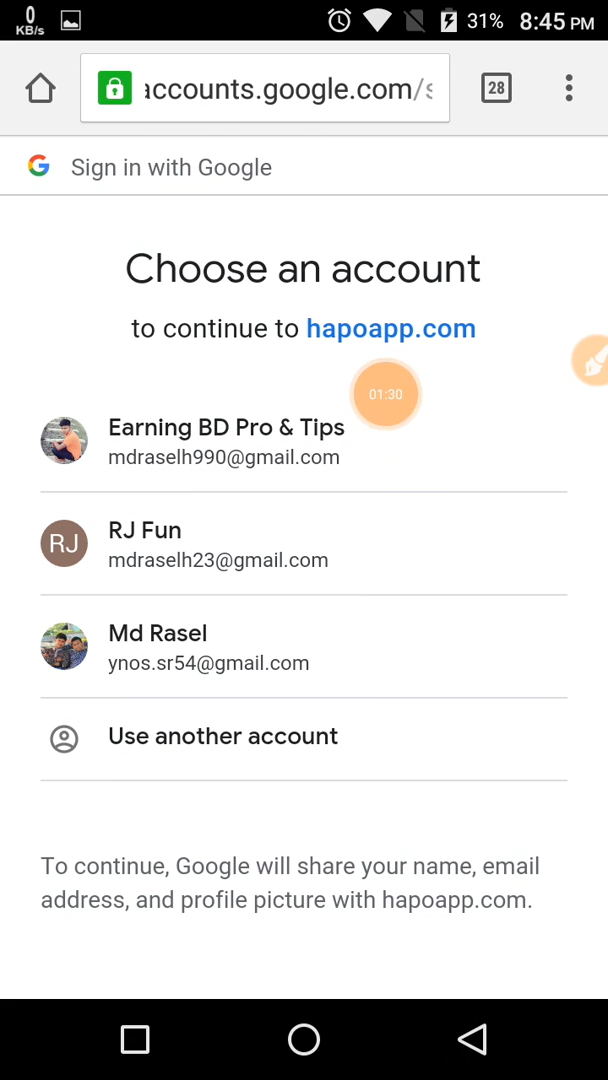 0
KB/s
31% 8:45 PM
accounts.google.com/s
28
Sign in with Google
Choose an account
to continue to hapoapp.com
01:30
Earning BD Pro & Tips
mdraselh990@gmail.com
RJ
RJ Fun
mdraselh23@gmail.com
Md Rasel
ynos.sr54@gmail.com
Use another account
To continue, Google will share your name, email
address, and profile picture with hapoapp.com.